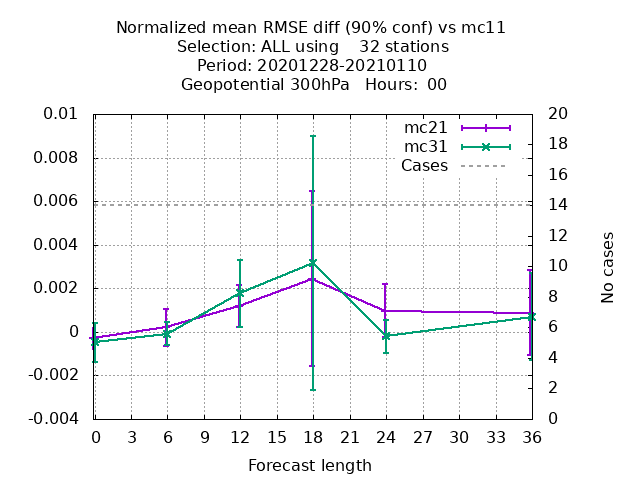 Normalized mean RMSE diff (90% conf) vs mc11
Selection: ALL using    32 stations
Period: 20201228-20210110
Geopotential 300hPa   Hours:  00
0.01
0.008
0.006
0.004
0.002
0
-0.002
-0.004
mc21
mc31
Cases
20
18
16
14
12
10
8
6
4
2
0
No cases
0 3 6 9 12 15 18 21 24 27 30 33 36
Forecast length